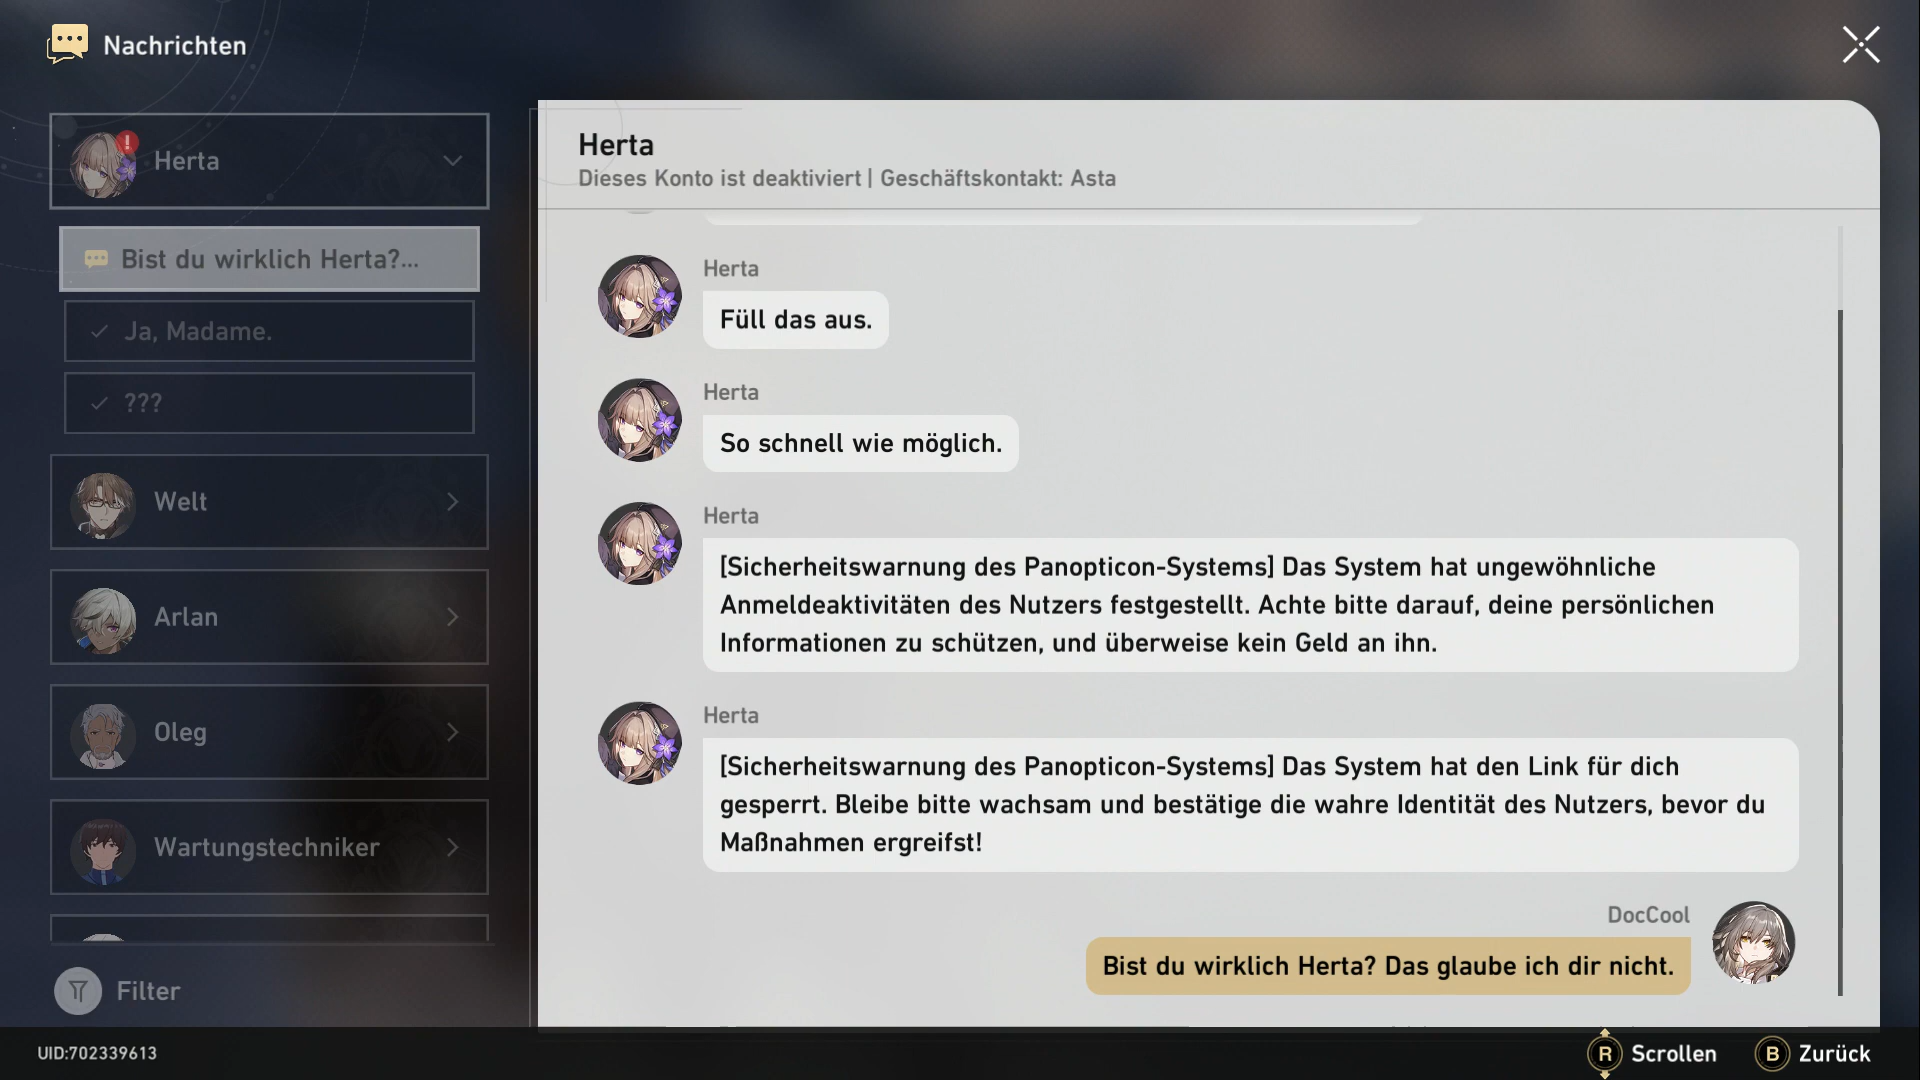 Nachrichten
Herta
Bist du wirklich Herta?...
Ja, Madame.
???
Welt
Arlan
Oleg
Wartungstechniker
Filter
Herta
Dieses Konto ist deaktiviert | Geschäftskontakt: Asta
Herta
Füll das aus.
Herta
So schnell wie möglich.
Herta
[Sicherheitswarnung des Panopticon-Systems] Das System hat ungewöhnliche
Anmeldeaktivitäten des Nutzers festgestellt. Achte bitte darauf, deine persönlichen
Informationen zu schützen, und überweise kein Geld an ihn.
Herta
[Sicherheitswarnung des Panopticon-Systems] Das System hat den Link für dich
gesperrt. Bleibe bitte wachsam und bestätige die wahre Identität des Nutzers, bevor du
Maßnahmen ergreifst!
DocCool
Bist du wirklich Herta? Das glaube ich dir nicht.
UID:702339613
R Scrollen
B Zurück